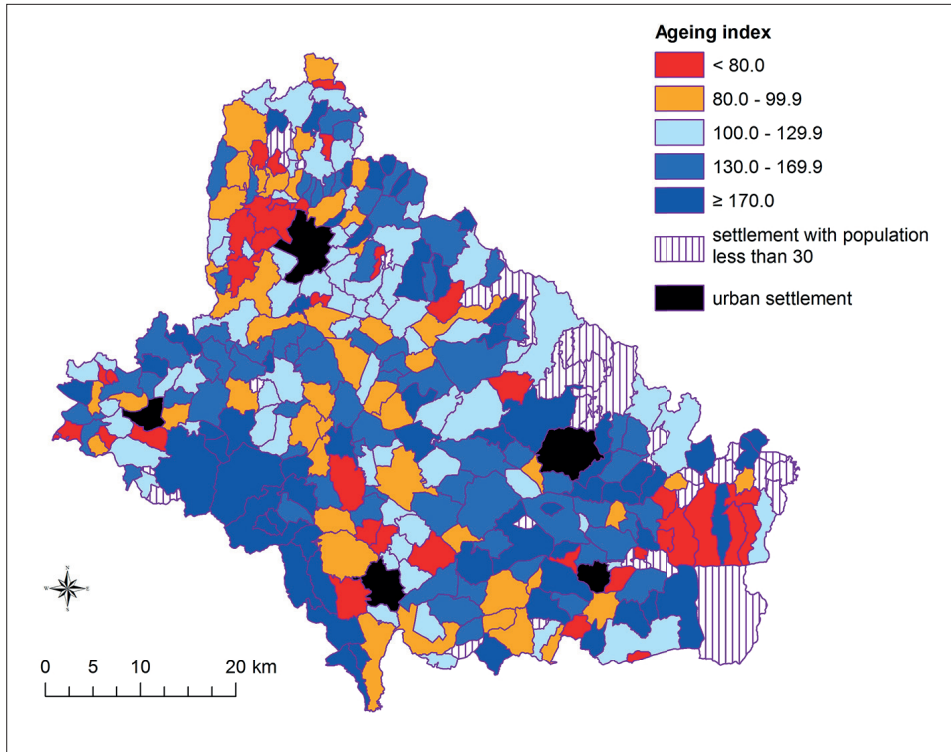 Ageing index
< 80.0
80.0 - 99.9
100.0 - 129.9
130.0 - 169.9
≥ 170.0
settlement with population
less than 30
urban settlement
N
W E
S
0 5 10 20 km